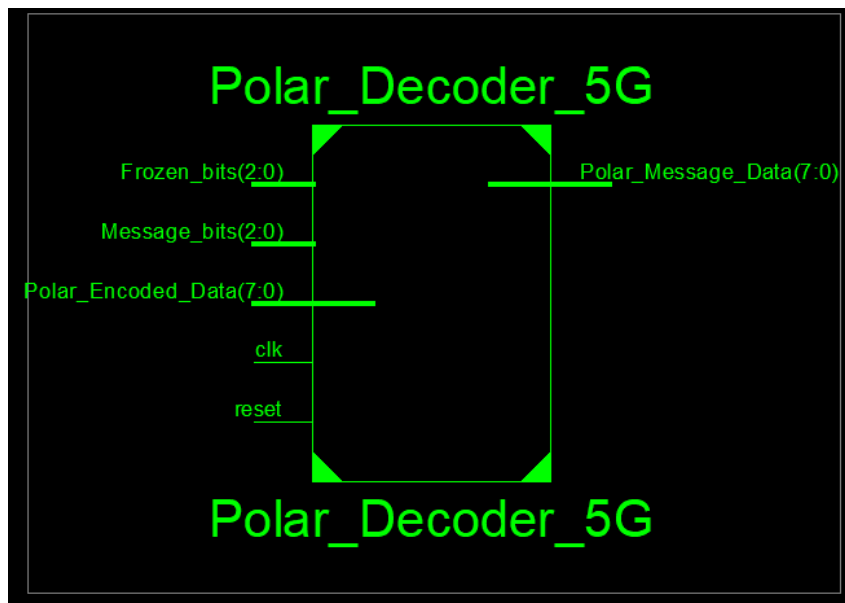 Polar_Decoder_5G
Frozen_bits(2:0)
Polar_Message_Data(7:0)
Message_bits(2:0)
Polar_Encoded_Data(7:0)
clk
reset
Polar_Decoder_5G